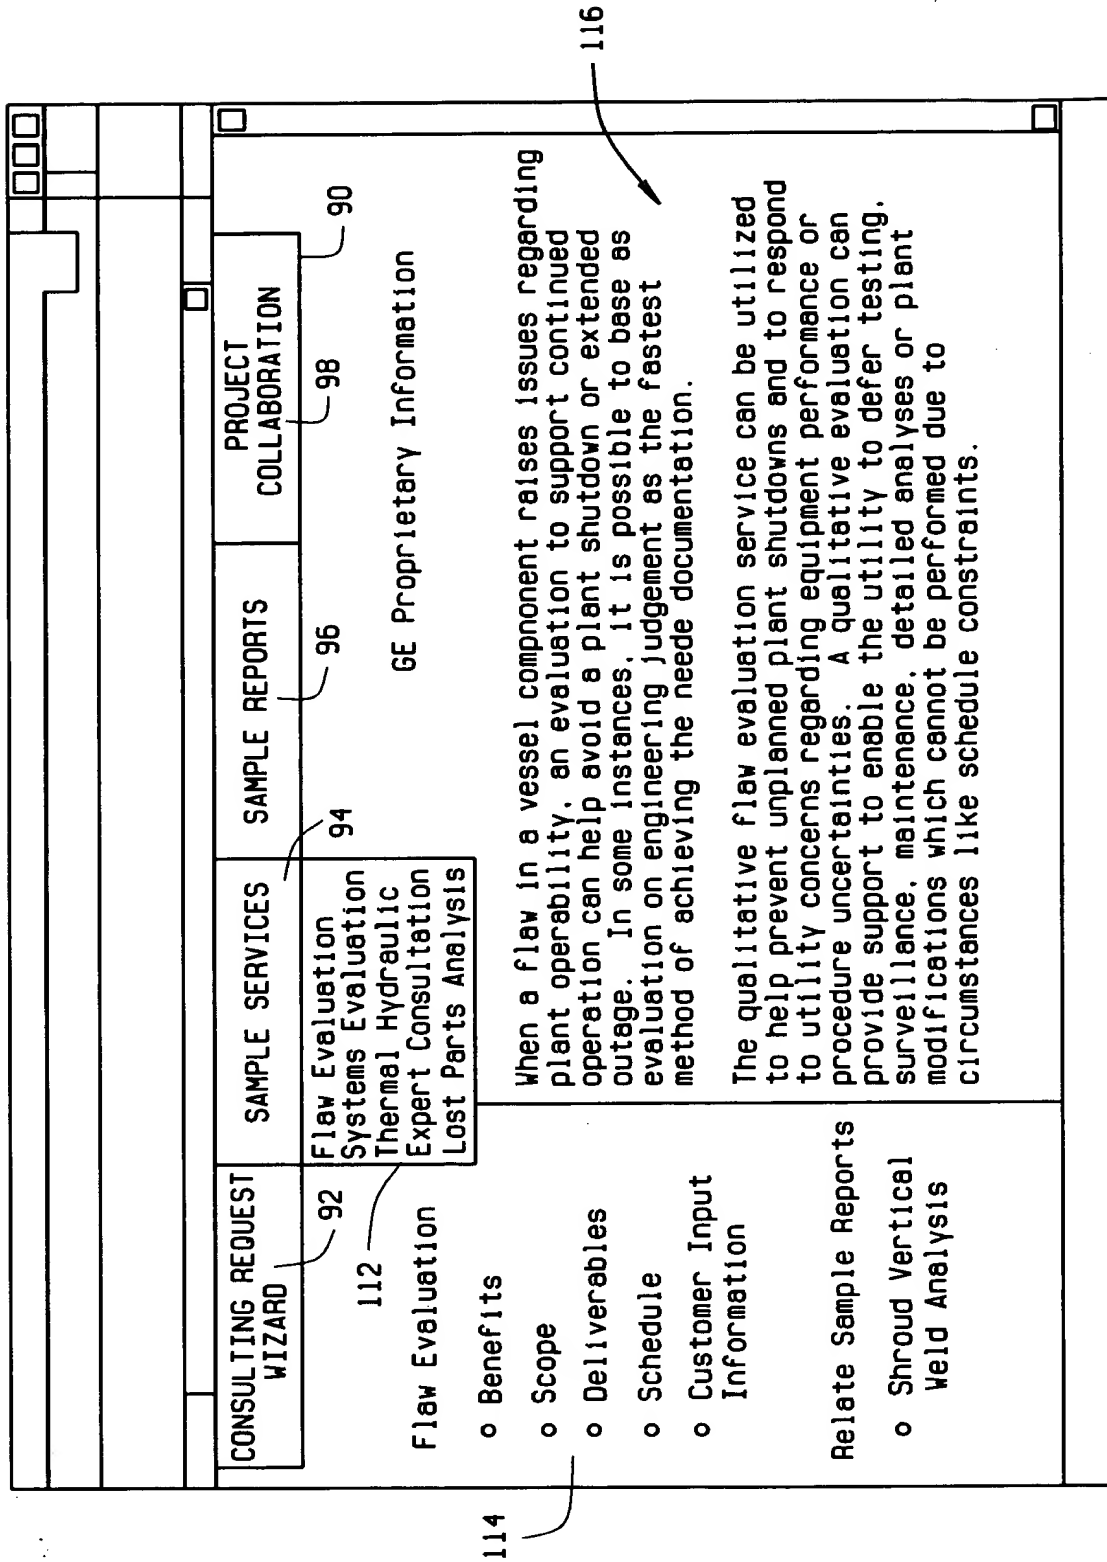 CONSULTING REQUEST
WIZARD
92
SAMPLE SERVICES
94
SAMPLE REPORTS
96
PROJECT
COLLABORATION
98
90
Flaw Evaluation
Systems Evaluation
Thermal Hydraulic
Expert Consultation
Lost Parts Analysis
112
GE Proprietary Information
Flaw Evaluation
o Benefits
o Scope
o Deliverables
o Schedule
o Customer Input
Information
114
Relate Sample Reports
o Shroud Vertical
Weld Analysis
When a flaw in a vessel component raises issues regarding
plant operability, an evaluation to support continued
operation can help avoid a plant shutdown or extended
outage. In some instances, it is possible to base as
evaluation on engineering judgement as the fastest
method of achieving the neede documentation.
The qualitative flaw evaluation service can be utilized
to help prevent unplanned plant shutdowns and to respond
to utility concerns regarding equipment performance or
procedure uncertainties. A qualitative evaluation can
provide support to enable the utility to defer testing,
surveillance, maintenance, detailed analyses or plant
modifications which cannot be performed due to
circumstances like schedule constraints.
116